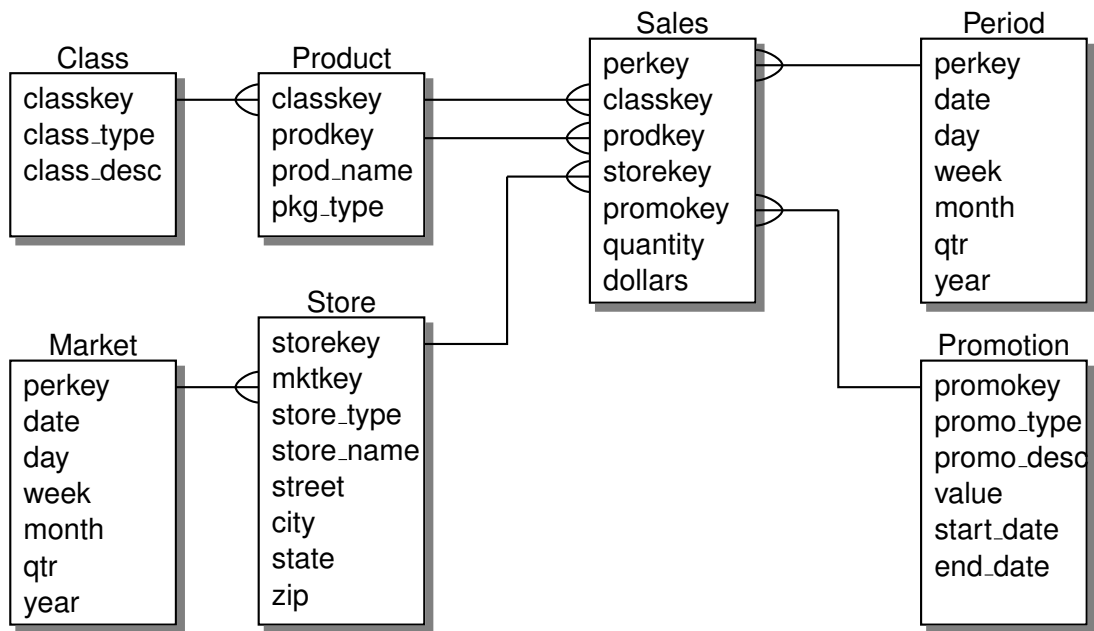 Class
classkey
class_type
class_desc
Product
classkey
prodkey
prod_name
pkg_type
Sales
perkey
classkey
prodkey
storekey
promokey
quantity
dollars
Period
perkey
date
day
week
month
qtr
year
Market
perkey
date
day
week
month
qtr
year
Store
storekey
mktkey
store_type
store_name
street
city
state
zip
Promotion
promokey
promo_type
promo_desc
value
start_date
end_date